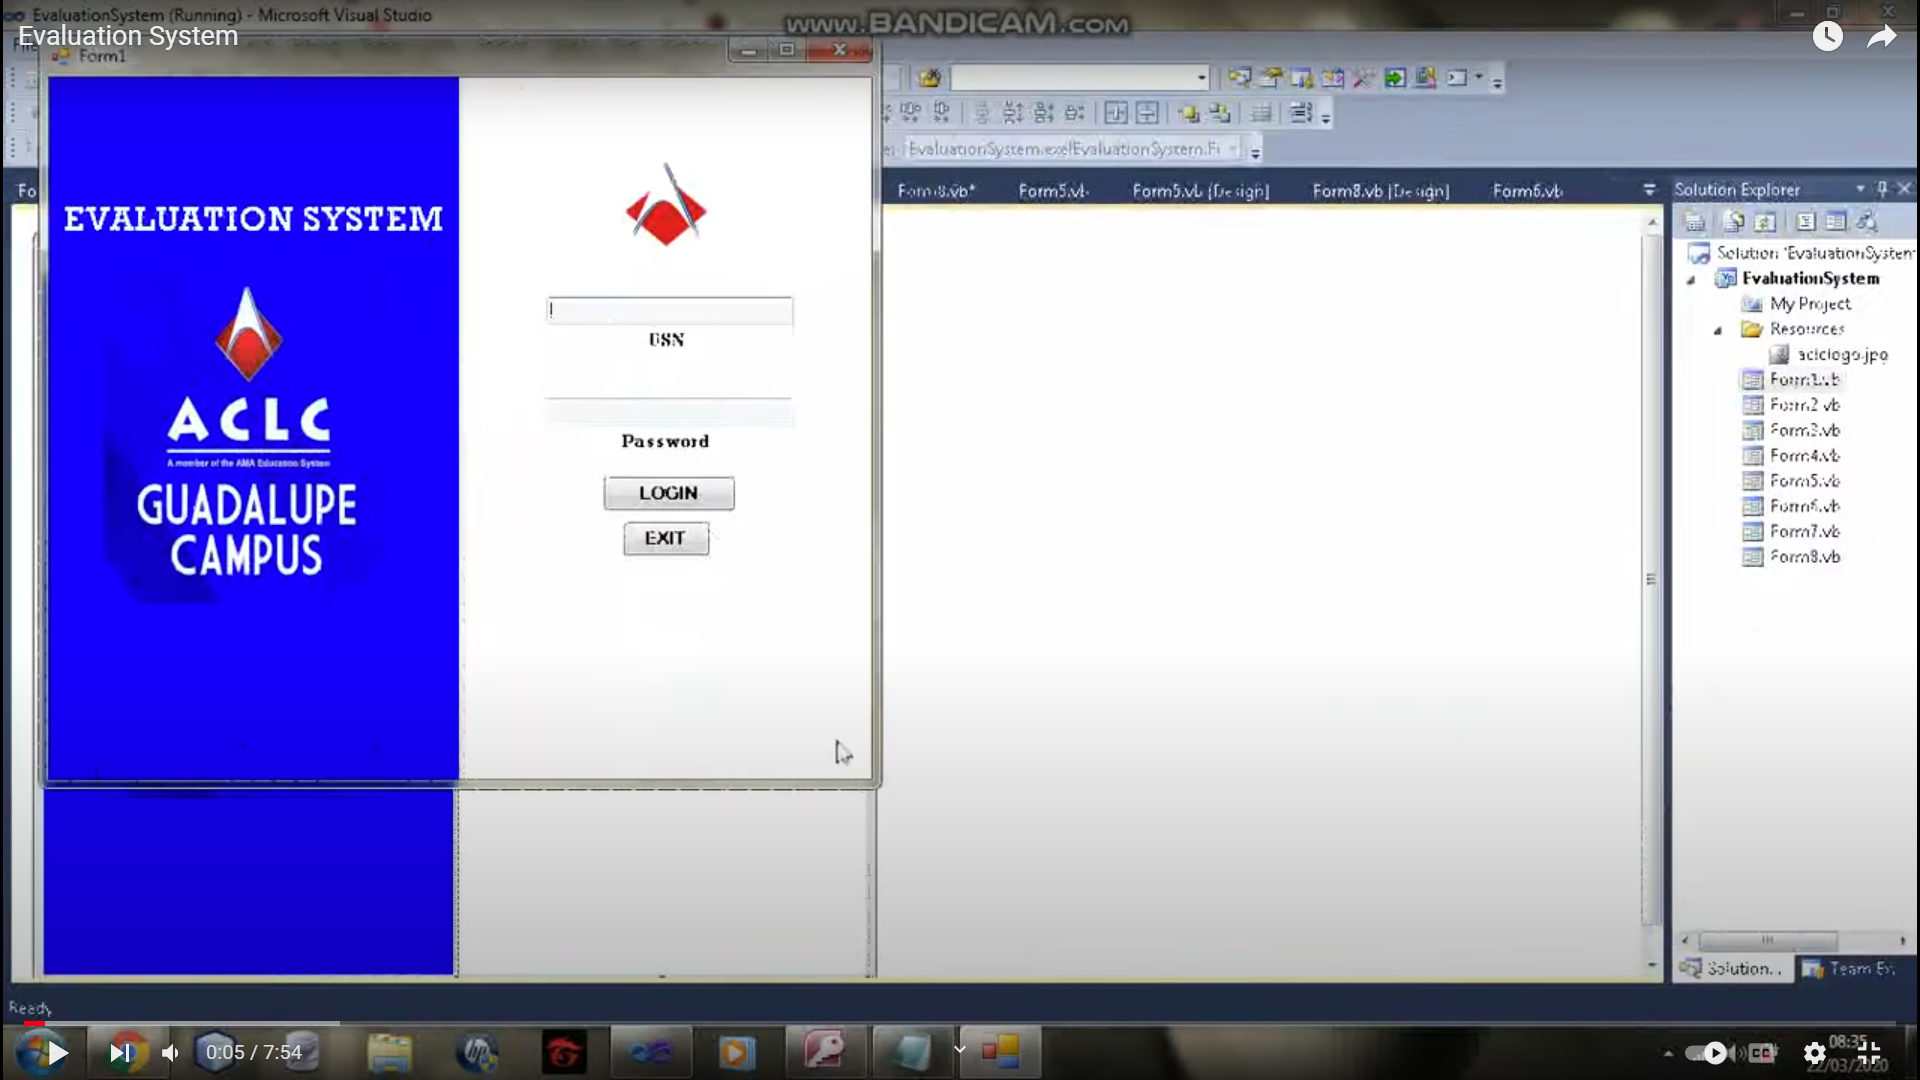 EvaluationSystem (Running) - Microsoft Visual Studio
www.BANDICAM.com
Evaluation System
Form1
EvaluationSystem.exe!EvaluationSystem.F
Fo
Form8.vb*
Form5.vb
Form5.vb [Design]
Form8.vb [Design]
Form6.vb
Solution Explorer
EVALUATION SYSTEM
ACLC
A member of the AMA Education System
GUADALUPE
CAMPUS
USN
Password
LOGIN
EXIT
Solution 'EvaluationSystem
EvaluationSystem
My Project
Resources
aclclogo.jpg
Form1.vb
Form2.vb
Form3.vb
Form4.vb
Form5.vb
Form6.vb
Form7.vb
Form8.vb
Solution...
Team Ex
Ready
0:05 / 7:54
hp
CC
08:35
22/03/2020